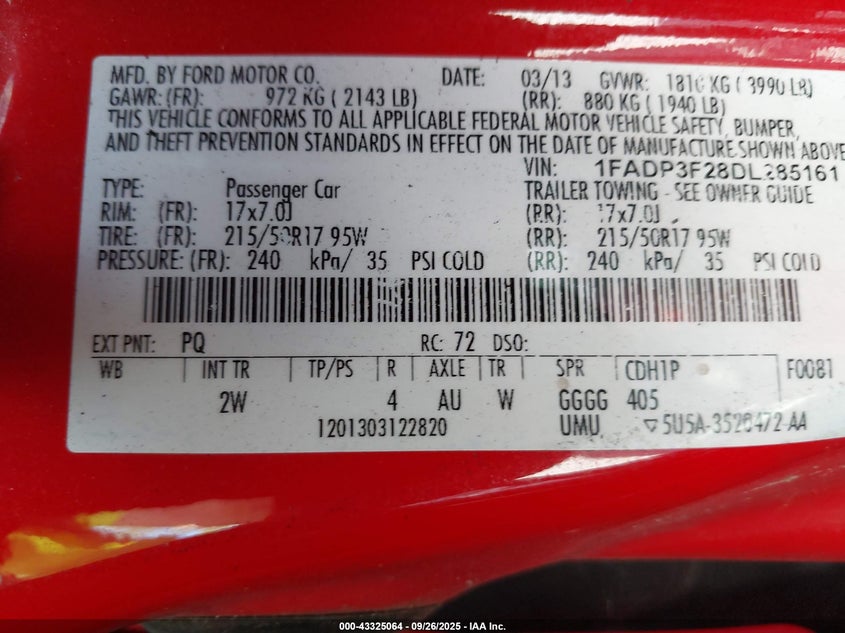 MFD. BY FORD MOTOR CO. DATE: 03/13 GVWR: 1810 KG ( 3990 LB)
GAWR: (FR): 972 KG ( 2143 LB) (RR): 880 KG ( 1940 LB)
THIS VEHICLE CONFORMS TO ALL APPLICABLE FEDERAL MOTOR VEHICLE SAFETY, BUMPER,
AND THEFT PREVENTION STANDARDS IN EFFECT ON THE DATE OF MANUFACTURE SHOWN ABOVE
VIN: 1FADP3F28DL285161
TYPE: Passenger Car TRAILER TOWING - SEE OWNER GUIDE
RIM: (FR): 17x7.0J (RR): 17x7.0J
TIRE: (FR): 215/50R17 95W (RR): 215/50R17 95W
PRESSURE: (FR): 240 kPa/ 35 PSI COLD (RR): 240 kPa/ 35 PSI COLD
EXT PNT: PQ RC: 72 DSO:
WB INT TR TP/PS R AXLE TR SPR CDH1P F0081
2W 4 AU W GGGG 405
1201303122820 UMU ▽5U5A-3520472-AA
000-43325064 - 09/26/2025 - IAA Inc.